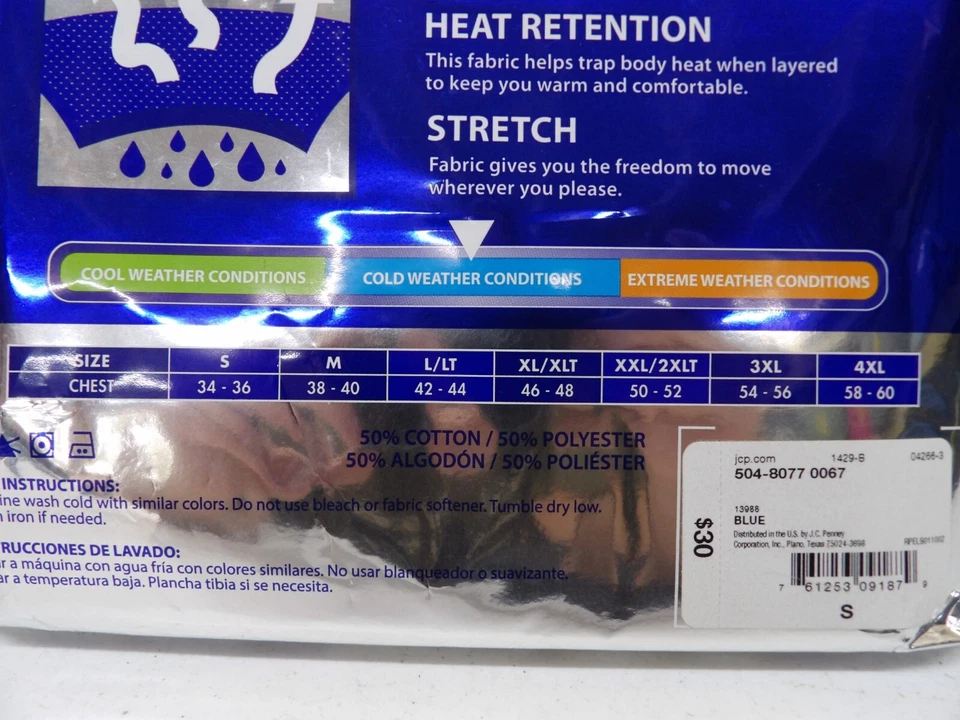 HEAT RETENTION
This fabric helps trap body heat when layered
to keep you warm and comfortable.
STRETCH
Fabric gives you the freedom to move
wherever you please.
COOL WEATHER CONDITIONS COLD WEATHER CONDITIONS EXTREME WEATHER CONDITIONS
SIZE S M L/LT XL/XLT XXL/2XLT 3XL 4XL
CHEST 34 - 36 38 - 40 42 - 44 46 - 48 50 - 52 54 - 56 58 - 60
50% COTTON / 50% POLYESTER
50% ALGODÓN / 50% POLIÉSTER
INSTRUCTIONS:
ine wash cold with similar colors. Do not use bleach or fabric softener. Tumble dry low.
iron if needed.
RUCCIONES DE LAVADO:
ar a máquina con agua fría con colores similares. No usar blanqueador o suavizante.
ar a temperatura baja. Plancha tibia si se necesita.
jcp.com 1429-B 04266-3
504-8077 0067
13988
BLUE
Distributed in the U.S. by J.C. Penney
Corporation, Inc., Plano, Texas 75024-3698
$30
7 61253 09187 9
S